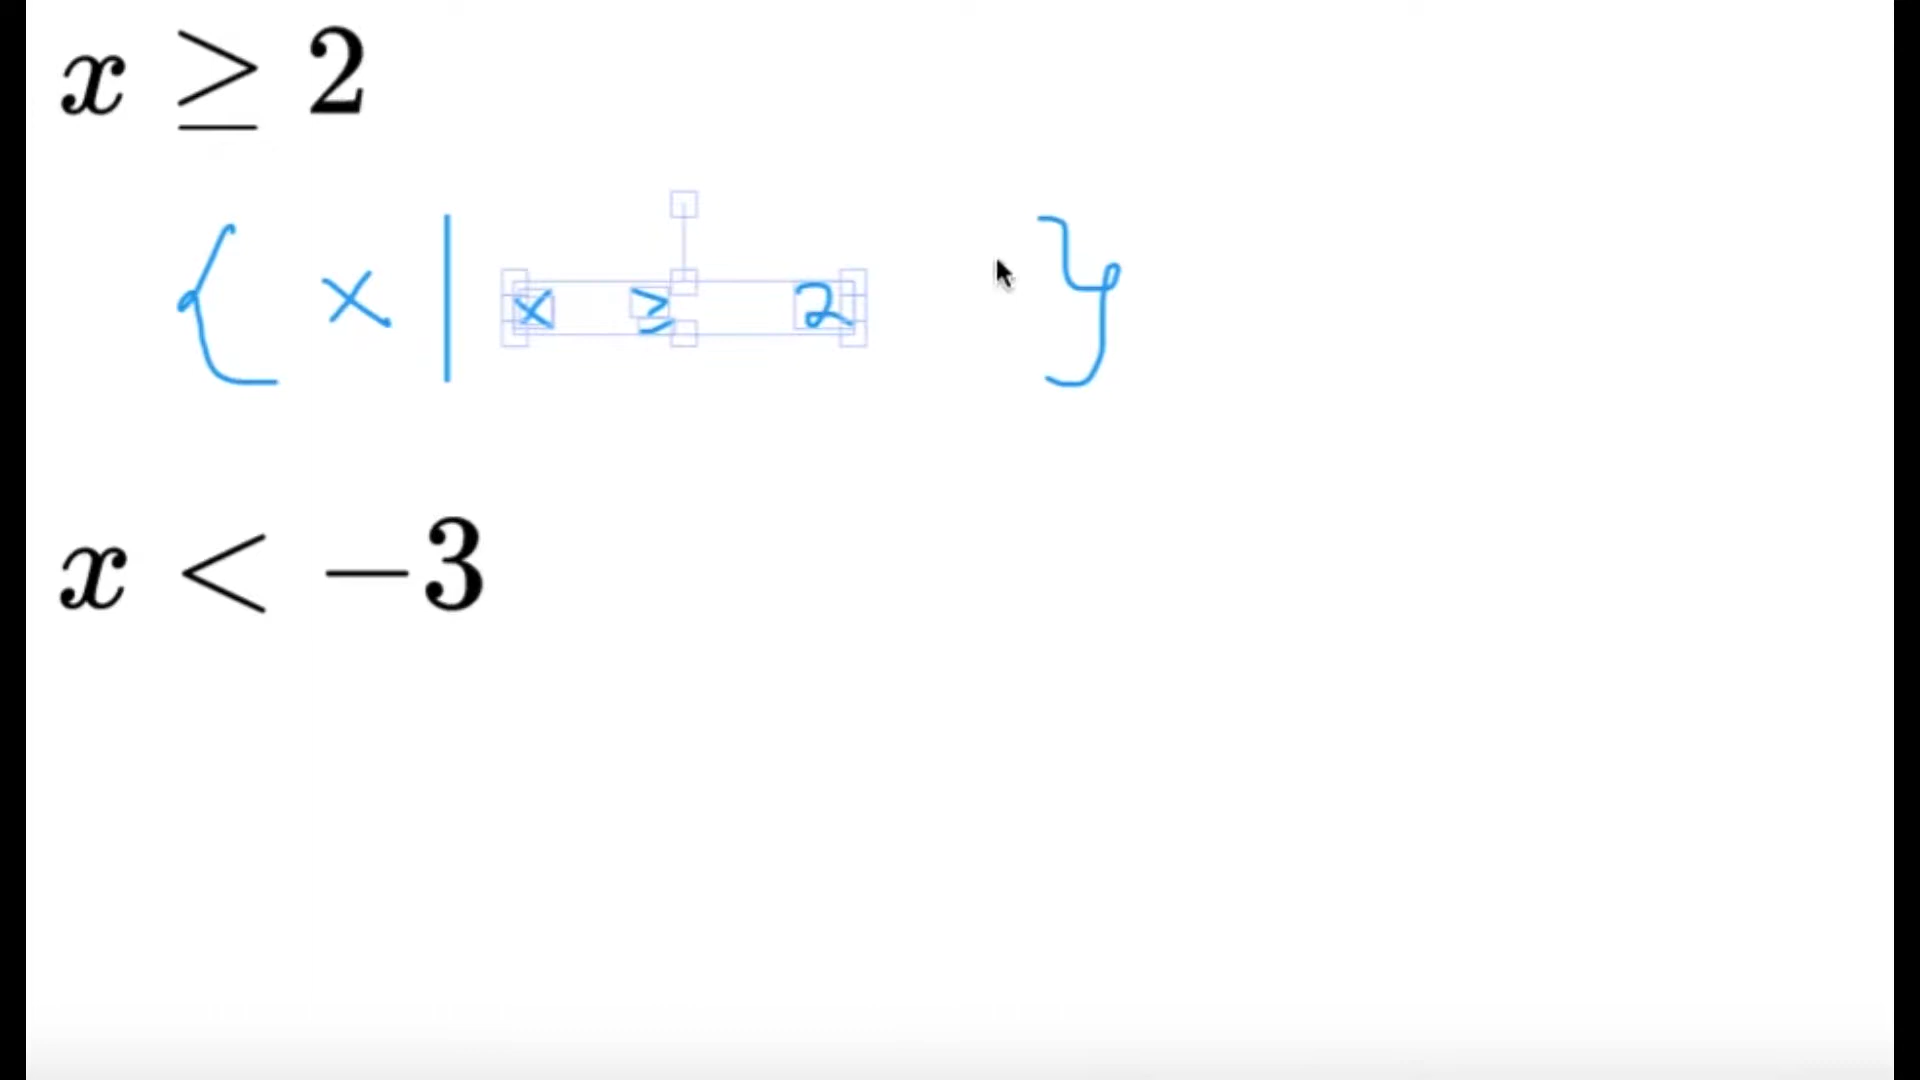 x ≥ 2
{ x | x ≥ 2 }
x < −3